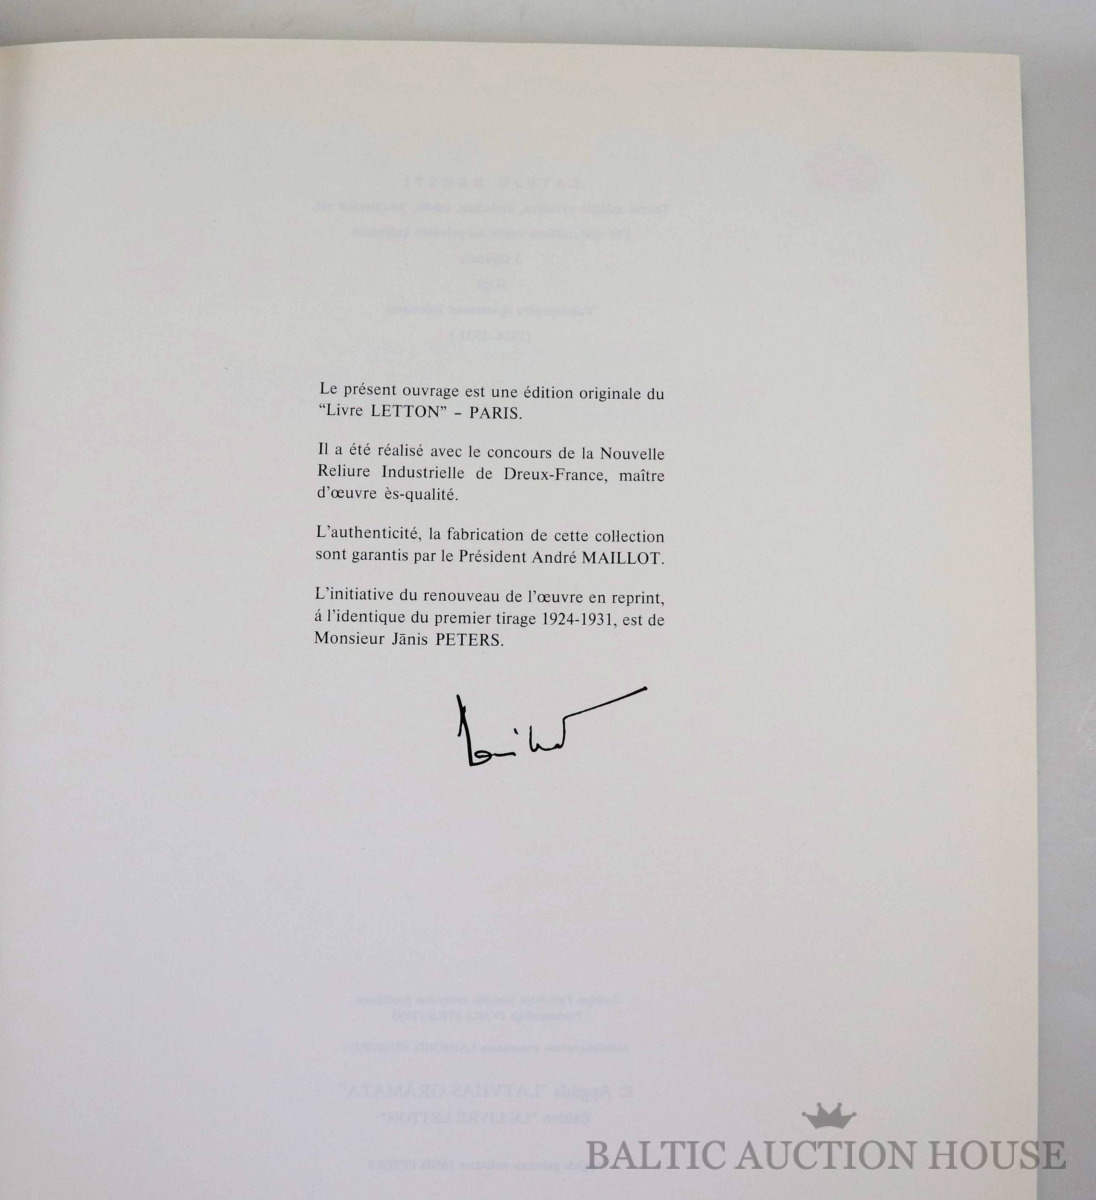 Le présent ouvrage est une édition originale du
“Livre LETTON” – PARIS.
Il a été réalisé avec le concours de la Nouvelle
Reliure Industrielle de Dreux-France, maître
d’œuvre ès-qualité.
L’authenticité, la fabrication de cette collection
sont garantis par le Président André MAILLOT.
L’initiative du renouveau de l’œuvre en reprint,
á l’identique du premier tirage 1924-1931, est de
Monsieur Jānis PETERS.
BALTIC AUCTION HOUSE